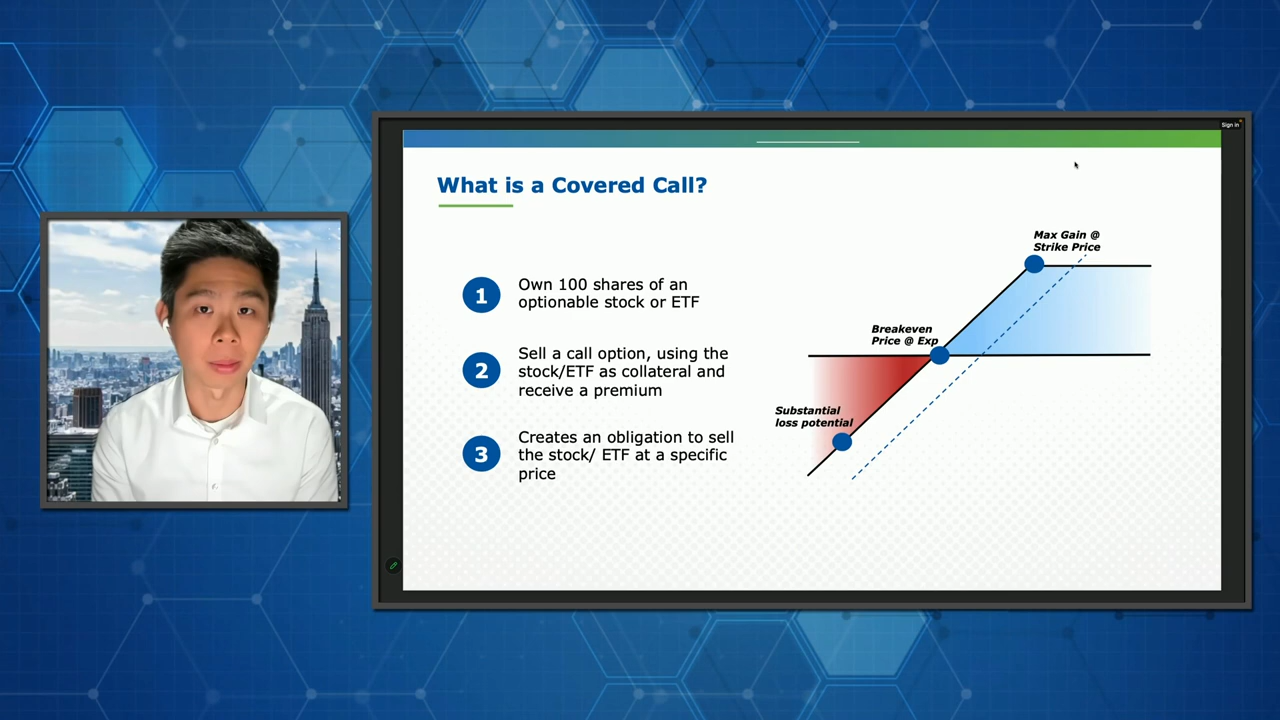 Sign in
What is a Covered Call?
1
Own 100 shares of an
optionable stock or ETF
2
Sell a call option, using the
stock/ETF as collateral and
receive a premium
3
Creates an obligation to sell
the stock/ ETF at a specific
price
Max Gain @
Strike Price
Breakeven
Price @ Exp
Substantial
loss potential